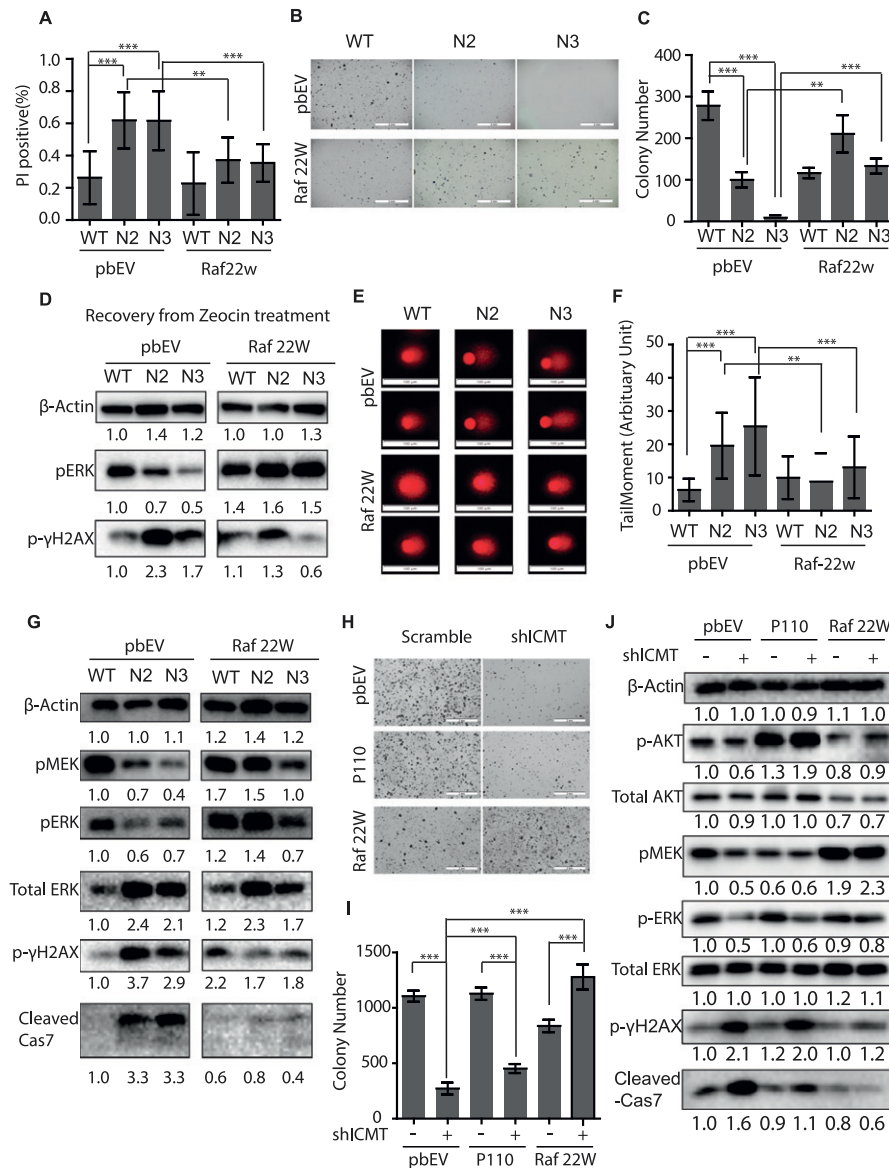 A
*** ***
*** **
PI positive(%)
1.0
0.8
0.6
0.4
0.2
0.0
WT N2 N3 WT N2 N3
pbEV Raf22w
B
WT N2 N3
pbEV
Raf 22W
C
Colony Number
400
300
200
100
0
*** ***
*** **
WT N2 N3 WT N2 N3
pbEV Raf22w
D
Recovery from Zeocin treatment
pbEV Raf 22W
WT N2 N3 WT N2 N3
β-Actin
1.0 1.4 1.2 1.0 1.0 1.3
pERK
1.0 0.7 0.5 1.4 1.6 1.5
p-γH2AX
1.0 2.3 1.7 1.1 1.3 0.6
E
WT N2 N3
pbEV
Raf 22W
F
TailMoment (Arbituary Unit)
50
40
30
20
10
0
*** ***
*** **
WT N2 N3 WT N2 N3
pbEV Raf-22w
G
pbEV Raf 22W
WT N2 N3 WT N2 N3
β-Actin
1.0 1.0 1.1 1.2 1.4 1.2
pMEK
1.0 0.7 0.4 1.7 1.5 1.0
pERK
1.0 0.6 0.7 1.2 1.4 0.7
Total ERK
1.0 2.4 2.1 1.2 2.3 1.7
p-γH2AX
1.0 3.7 2.9 2.2 1.7 1.8
Cleaved
Cas7
1.0 3.3 3.3 0.6 0.8 0.4
H
Scramble shICMT
pbEV
P110
Raf 22W
I
Colony Number
1500
1000
500
0
***
***
*** *** ***
shICMT - + - + - +
pbEV P110 Raf 22W
J
pbEV P110 Raf 22W
shICMT - + - + - +
β-Actin
1.0 1.0 1.0 0.9 1.1 1.0
p-AKT
1.0 0.6 1.3 1.9 0.8 0.9
Total AKT
1.0 0.9 1.0 1.0 0.7 0.7
pMEK
1.0 0.5 0.6 0.6 1.9 2.3
p-ERK
1.0 0.5 1.0 0.6 0.9 0.8
Total ERK
1.0 1.0 1.0 1.0 1.2 1.1
p-γH2AX
1.0 2.1 1.2 2.0 1.0 1.2
Cleaved
-Cas7
1.0 1.6 0.9 1.1 0.8 0.6